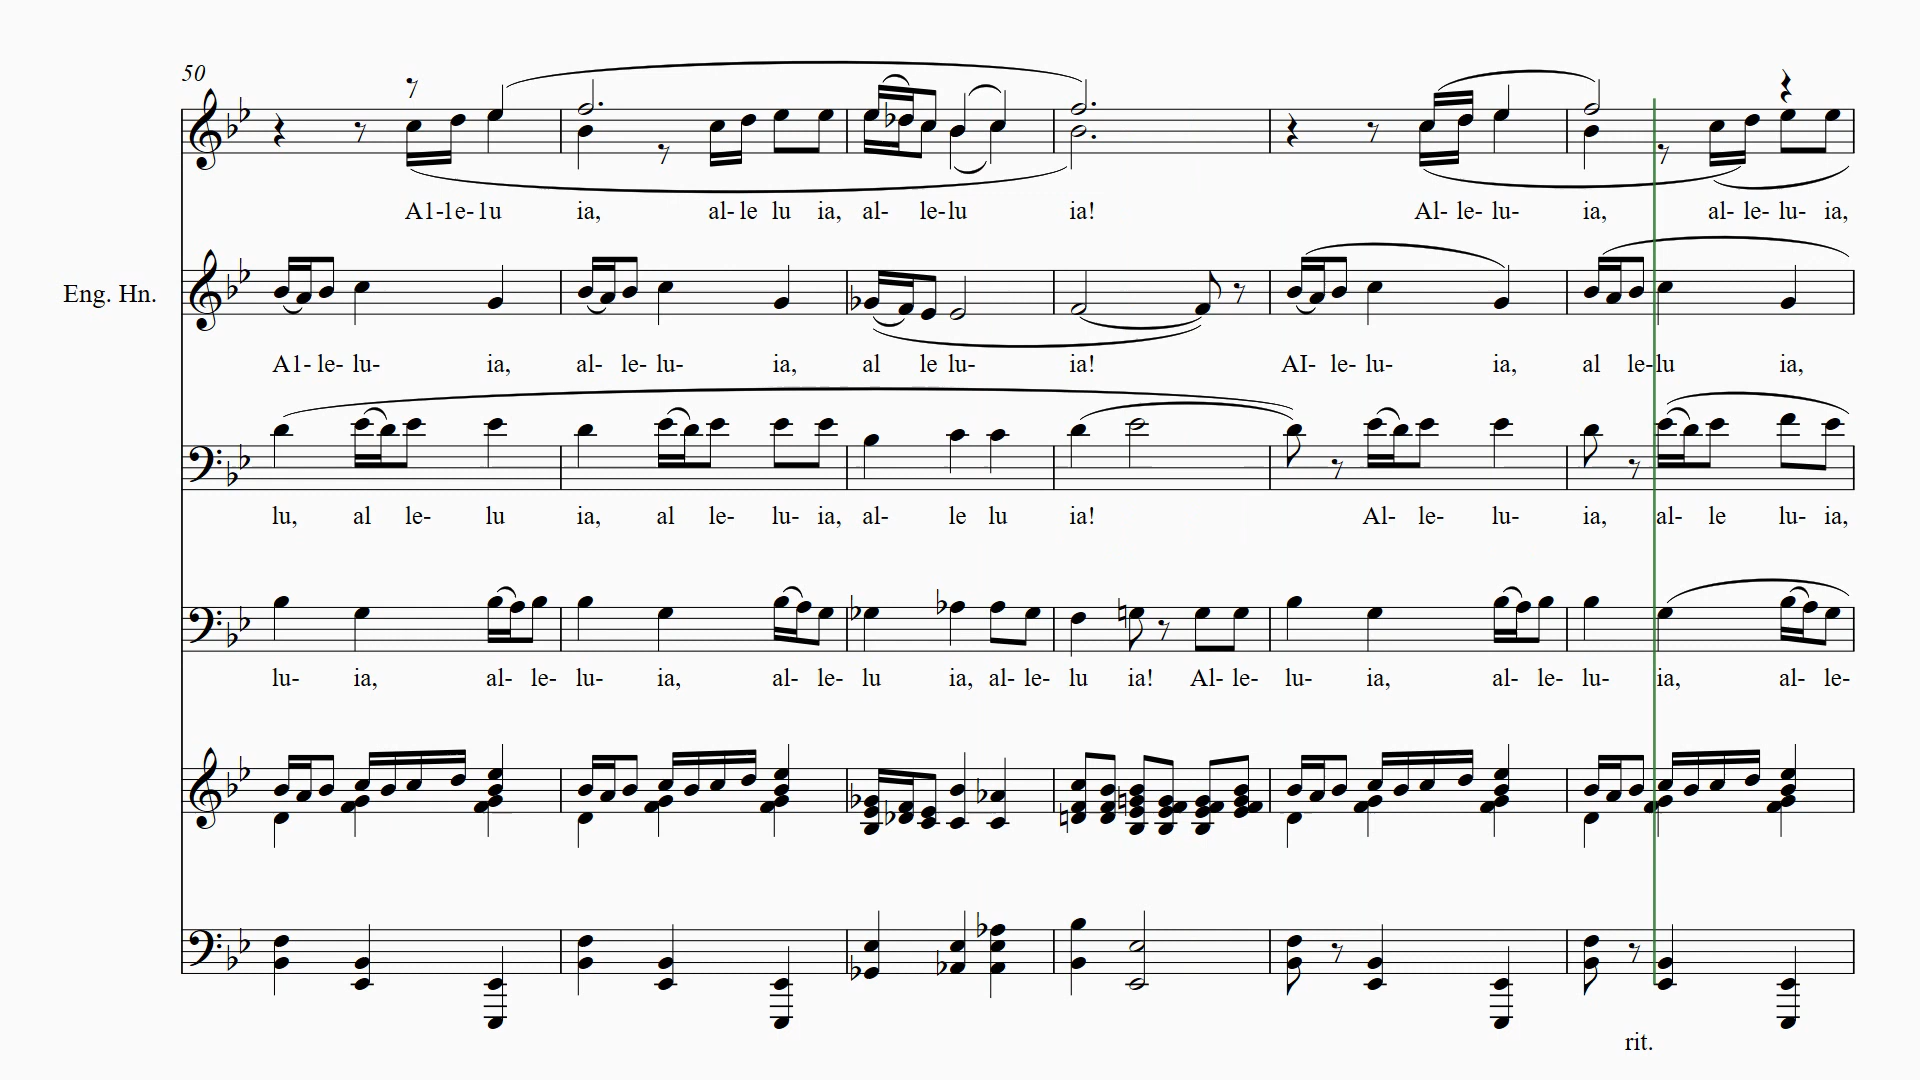 50
Al-le-lu ia, al-le lu ia, al- le-lu ia! Al- le- lu- ia, al- le- lu- ia,
Eng. Hn.
Al- le- lu- ia, al- le- lu- ia, al le lu- ia! AI- le- lu- ia, al le-lu ia,
lu, al le- lu ia, al le- lu- ia, al- le lu ia! Al- le- lu- ia, al- le lu- ia,
lu- ia, al- le- lu- ia, al- le- lu ia, al- le- lu ia! Al- le- lu- ia, al- le- lu- ia, al- le-
rit.